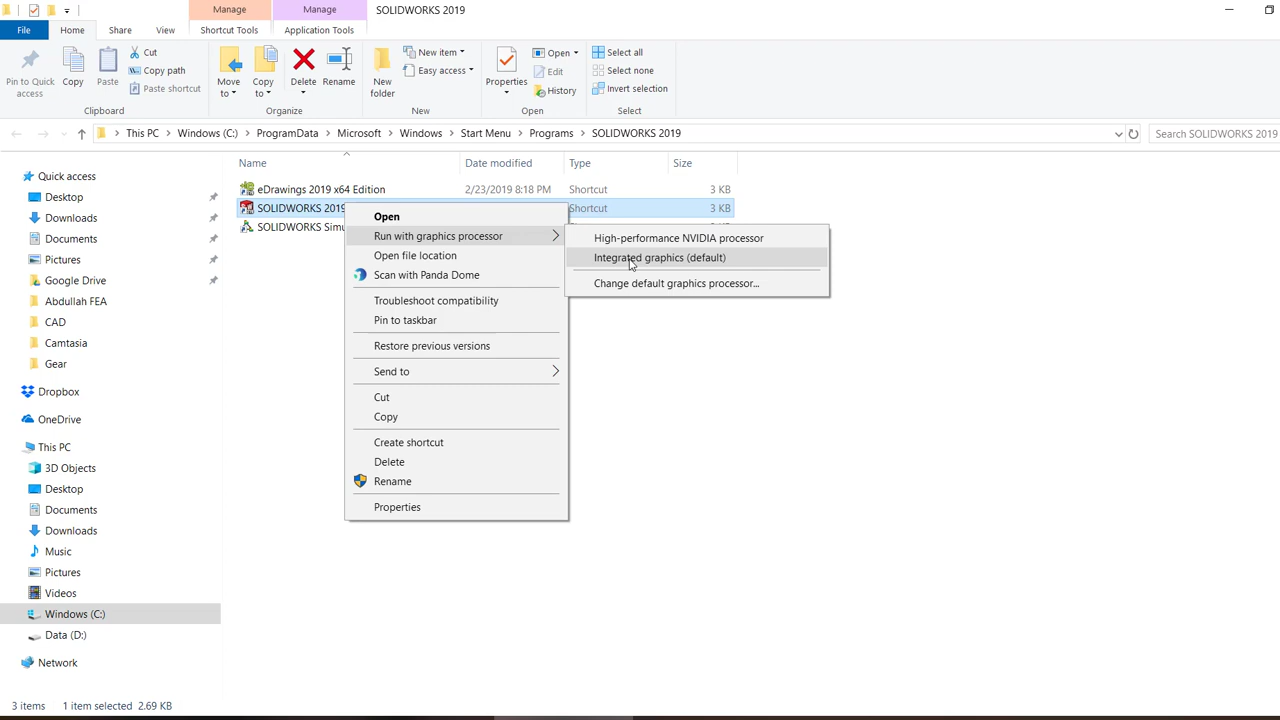 Manage
Manage
SOLIDWORKS 2019
File
Home
Share
View
Shortcut Tools
Application Tools
Pin to Quick access
Copy
Paste
Cut
Copy path
Paste shortcut
Clipboard
Move to
Copy to
Delete
Rename
Organize
New folder
New item
Easy access
New
Properties
Open
Edit
History
Open
Select all
Select none
Invert selection
Select
This PC
Windows (C:)
ProgramData
Microsoft
Windows
Start Menu
Programs
SOLIDWORKS 2019
Search SOLIDWORKS 2019
Name
Date modified
Type
Size
eDrawings 2019 x64 Edition
2/23/2019 8:18 PM
Shortcut
3 KB
SOLIDWORKS 2019
Shortcut
3 KB
SOLIDWORKS Simu
Open
Run with graphics processor
Open file location
Scan with Panda Dome
Troubleshoot compatibility
Pin to taskbar
Restore previous versions
Send to
Cut
Copy
Create shortcut
Delete
Rename
Properties
High-performance NVIDIA processor
Integrated graphics (default)
Change default graphics processor...
Quick access
Desktop
Downloads
Documents
Pictures
Google Drive
Abdullah FEA
CAD
Camtasia
Gear
Dropbox
OneDrive
This PC
3D Objects
Desktop
Documents
Downloads
Music
Pictures
Videos
Windows (C:)
Data (D:)
Network
3 items
1 item selected 2.69 KB